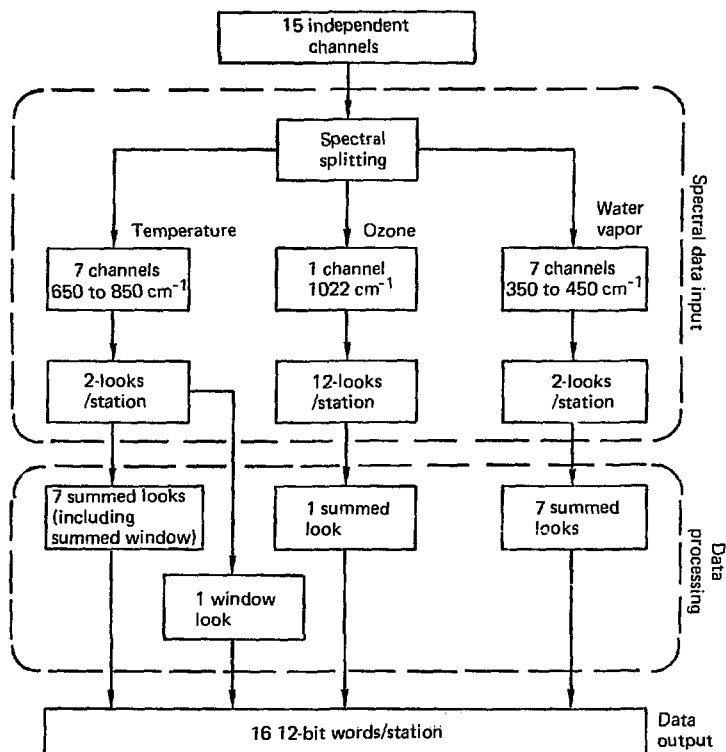 15 independent
channels
Spectral
splitting
Temperature
Ozone
Water
vapor
7 channels
650 to 850 cm⁻¹
1 channel
1022 cm⁻¹
7 channels
350 to 450 cm⁻¹
2-looks
/station
12-looks
/station
2-looks
/station
Spectral data input
7 summed looks
(including
summed window)
1 summed
look
7 summed
looks
1 window
look
Data
processing
16 12-bit words/station
Data
output